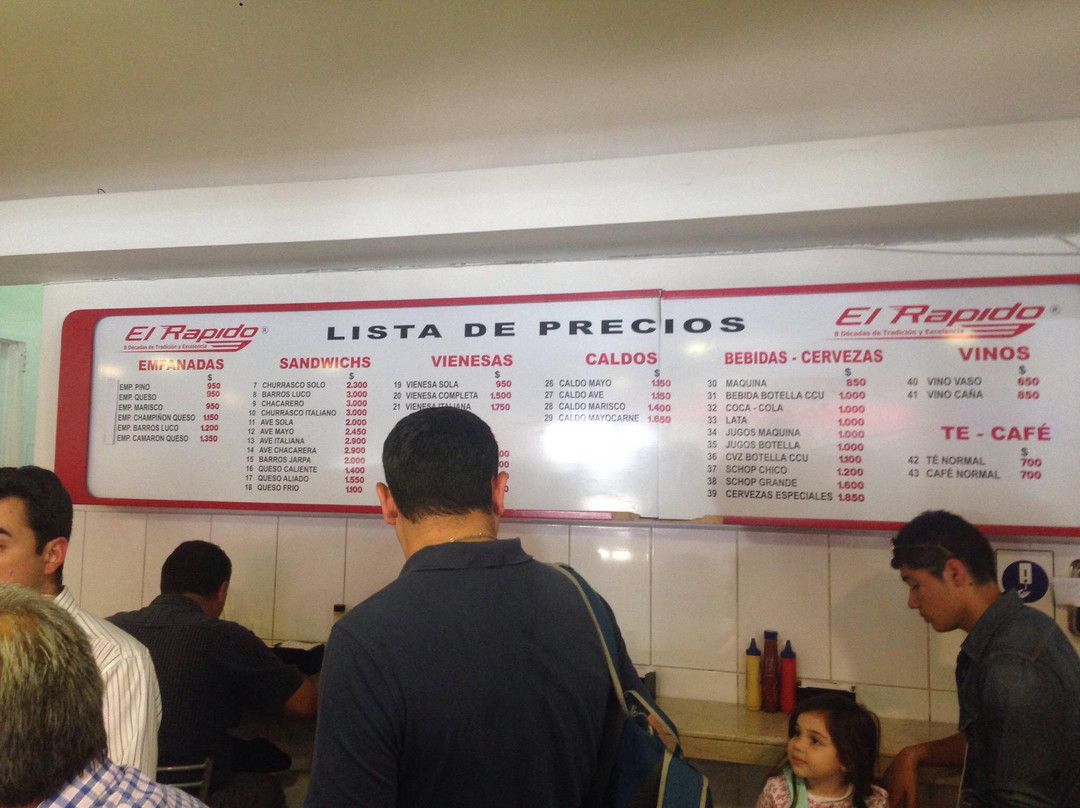 El Rapido ®
8 Décadas de Tradición y Excelencia
LISTA DE PRECIOS
El Rapido ®
8 Décadas de Tradición y Excelencia
EMPANADAS
$
EMP. PINO 950
EMP. QUESO 950
EMP. MARISCO 950
EMP. CHAMPIÑON QUESO 1.150
EMP. BARROS LUCO 1.200
EMP. CAMARON QUESO 1.350
SANDWICHS
$
7 CHURRASCO SOLO 2.300
8 BARROS LUCO 3.000
9 CHACARERO 3.000
10 CHURRASCO ITALIANO 3.000
11 AVE SOLA 2.000
12 AVE MAYO 2.450
13 AVE ITALIANA 2.900
14 AVE CHACARERA 2.900
15 BARROS JARPA 2.000
16 QUESO CALIENTE 1.400
17 QUESO ALIADO 1.550
18 QUESO FRIO 1.100
VIENESAS
$
19 VIENESA SOLA 950
20 VIENESA COMPLETA 1.500
21 VIENESA ITALIANA 1.750
CALDOS
$
26 CALDO MAYO 1.150
27 CALDO AVE 1.150
28 CALDO MARISCO 1.400
29 CALDO MAYOCARNE 1.650
BEBIDAS - CERVEZAS
$
30 MAQUINA 850
31 BEBIDA BOTELLA CCU 1.000
32 COCA - COLA 1.000
33 LATA 1.000
34 JUGOS MAQUINA 1.000
35 JUGOS BOTELLA 1.000
36 CVZ BOTELLA CCU 1.100
37 SCHOP CHICO 1.200
38 SCHOP GRANDE 1.600
39 CERVEZAS ESPECIALES 1.850
VINOS
$
40 VINO VASO 650
41 VINO CAÑA 850
TE - CAFÉ
$
42 TÉ NORMAL 700
43 CAFÉ NORMAL 700